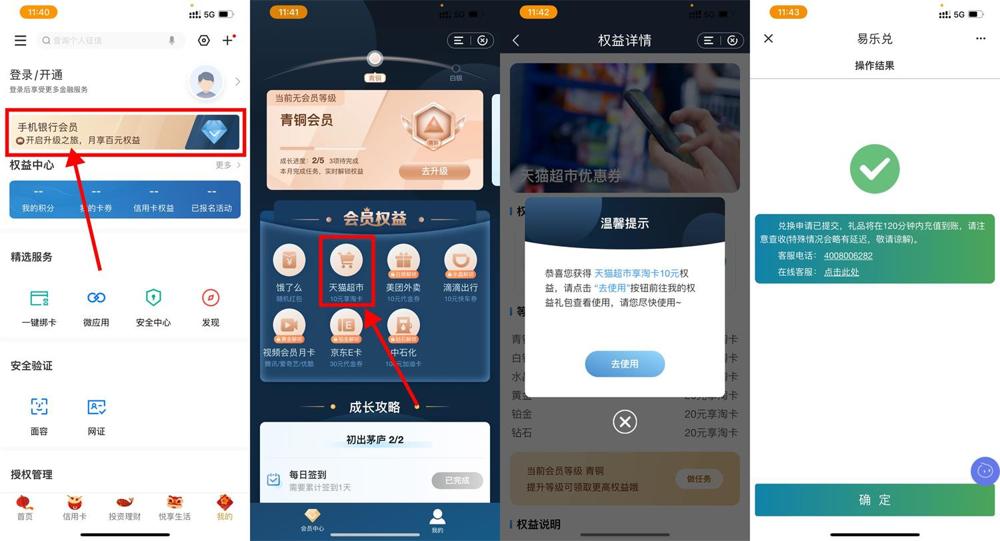 11:40
5G
查询个人征信
登录/开通
登录后享受更多金融服务
手机银行会员
开启升级之旅，月享百元权益
权益中心
更多
--
--
--
--
我的积分
我的卡券
信用卡权益
已报名活动
精选服务
一键绑卡
微应用
安全中心
发现
安全验证
面容
网证
授权管理
首页
信用卡
投资理财
悦享生活
我的
11:41
5G
青铜
白银
当前无会员等级
青铜会员
成长进度：2/5 3项待完成
本月完成任务，实时解锁权益
去升级
会员权益
饿了么
随机红包
天猫超市
10元享淘卡
美团外卖
10元代金券
滴滴出行
10元快车券
视频会员月卡
腾讯/爱奇艺/优酷
京东E卡
30元代金券
中石化
100元加油卡
成长攻略
初出茅庐 2/2
每日签到
需要累计签到1天
已完成
会员中心
我的
11:42
5G
权益详情
天猫超市优惠券
权
温馨提示
恭喜您获得 天猫超市享淘卡10元权
益，请点击 “去使用”按钮前往我的权
益礼包查看使用，请您尽快使用~
去使用
等
青
白
水
黄金
20元享淘卡
铂金
20元享淘卡
钻石
20元享淘卡
当前会员等级 青铜
提升等级可领取更高权益哦
做任务
权益说明
11:43
5G
易乐兑
操作结果
兑换申请已提交，礼品将在120分钟内充值到账，请注
意查收(特殊情况会略有延迟，敬请谅解)。
客服电话： 4008006282
在线客服： 点击此处
确 定